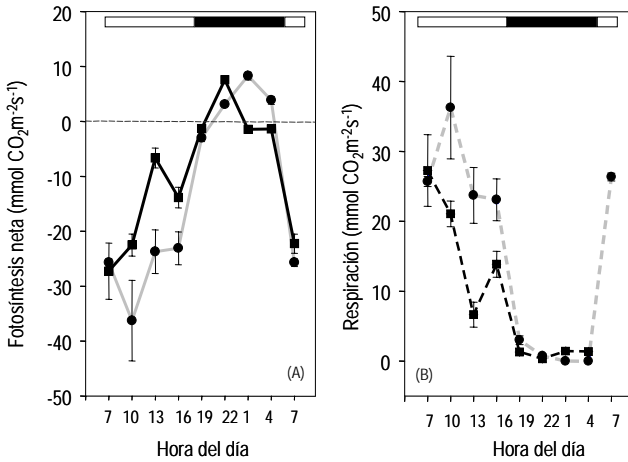 20
10
0
-10
-20
-30
-40
-50
Fotosíntesis neta (mmol CO2m-2s-1)
(A)
7 10 13 16 19 22 1 4 7
Hora del día
50
40
30
20
10
0
Respiración (mmol CO2m-2s-1)
(B)
7 10 13 16 19 22 1 4 7
Hora del día